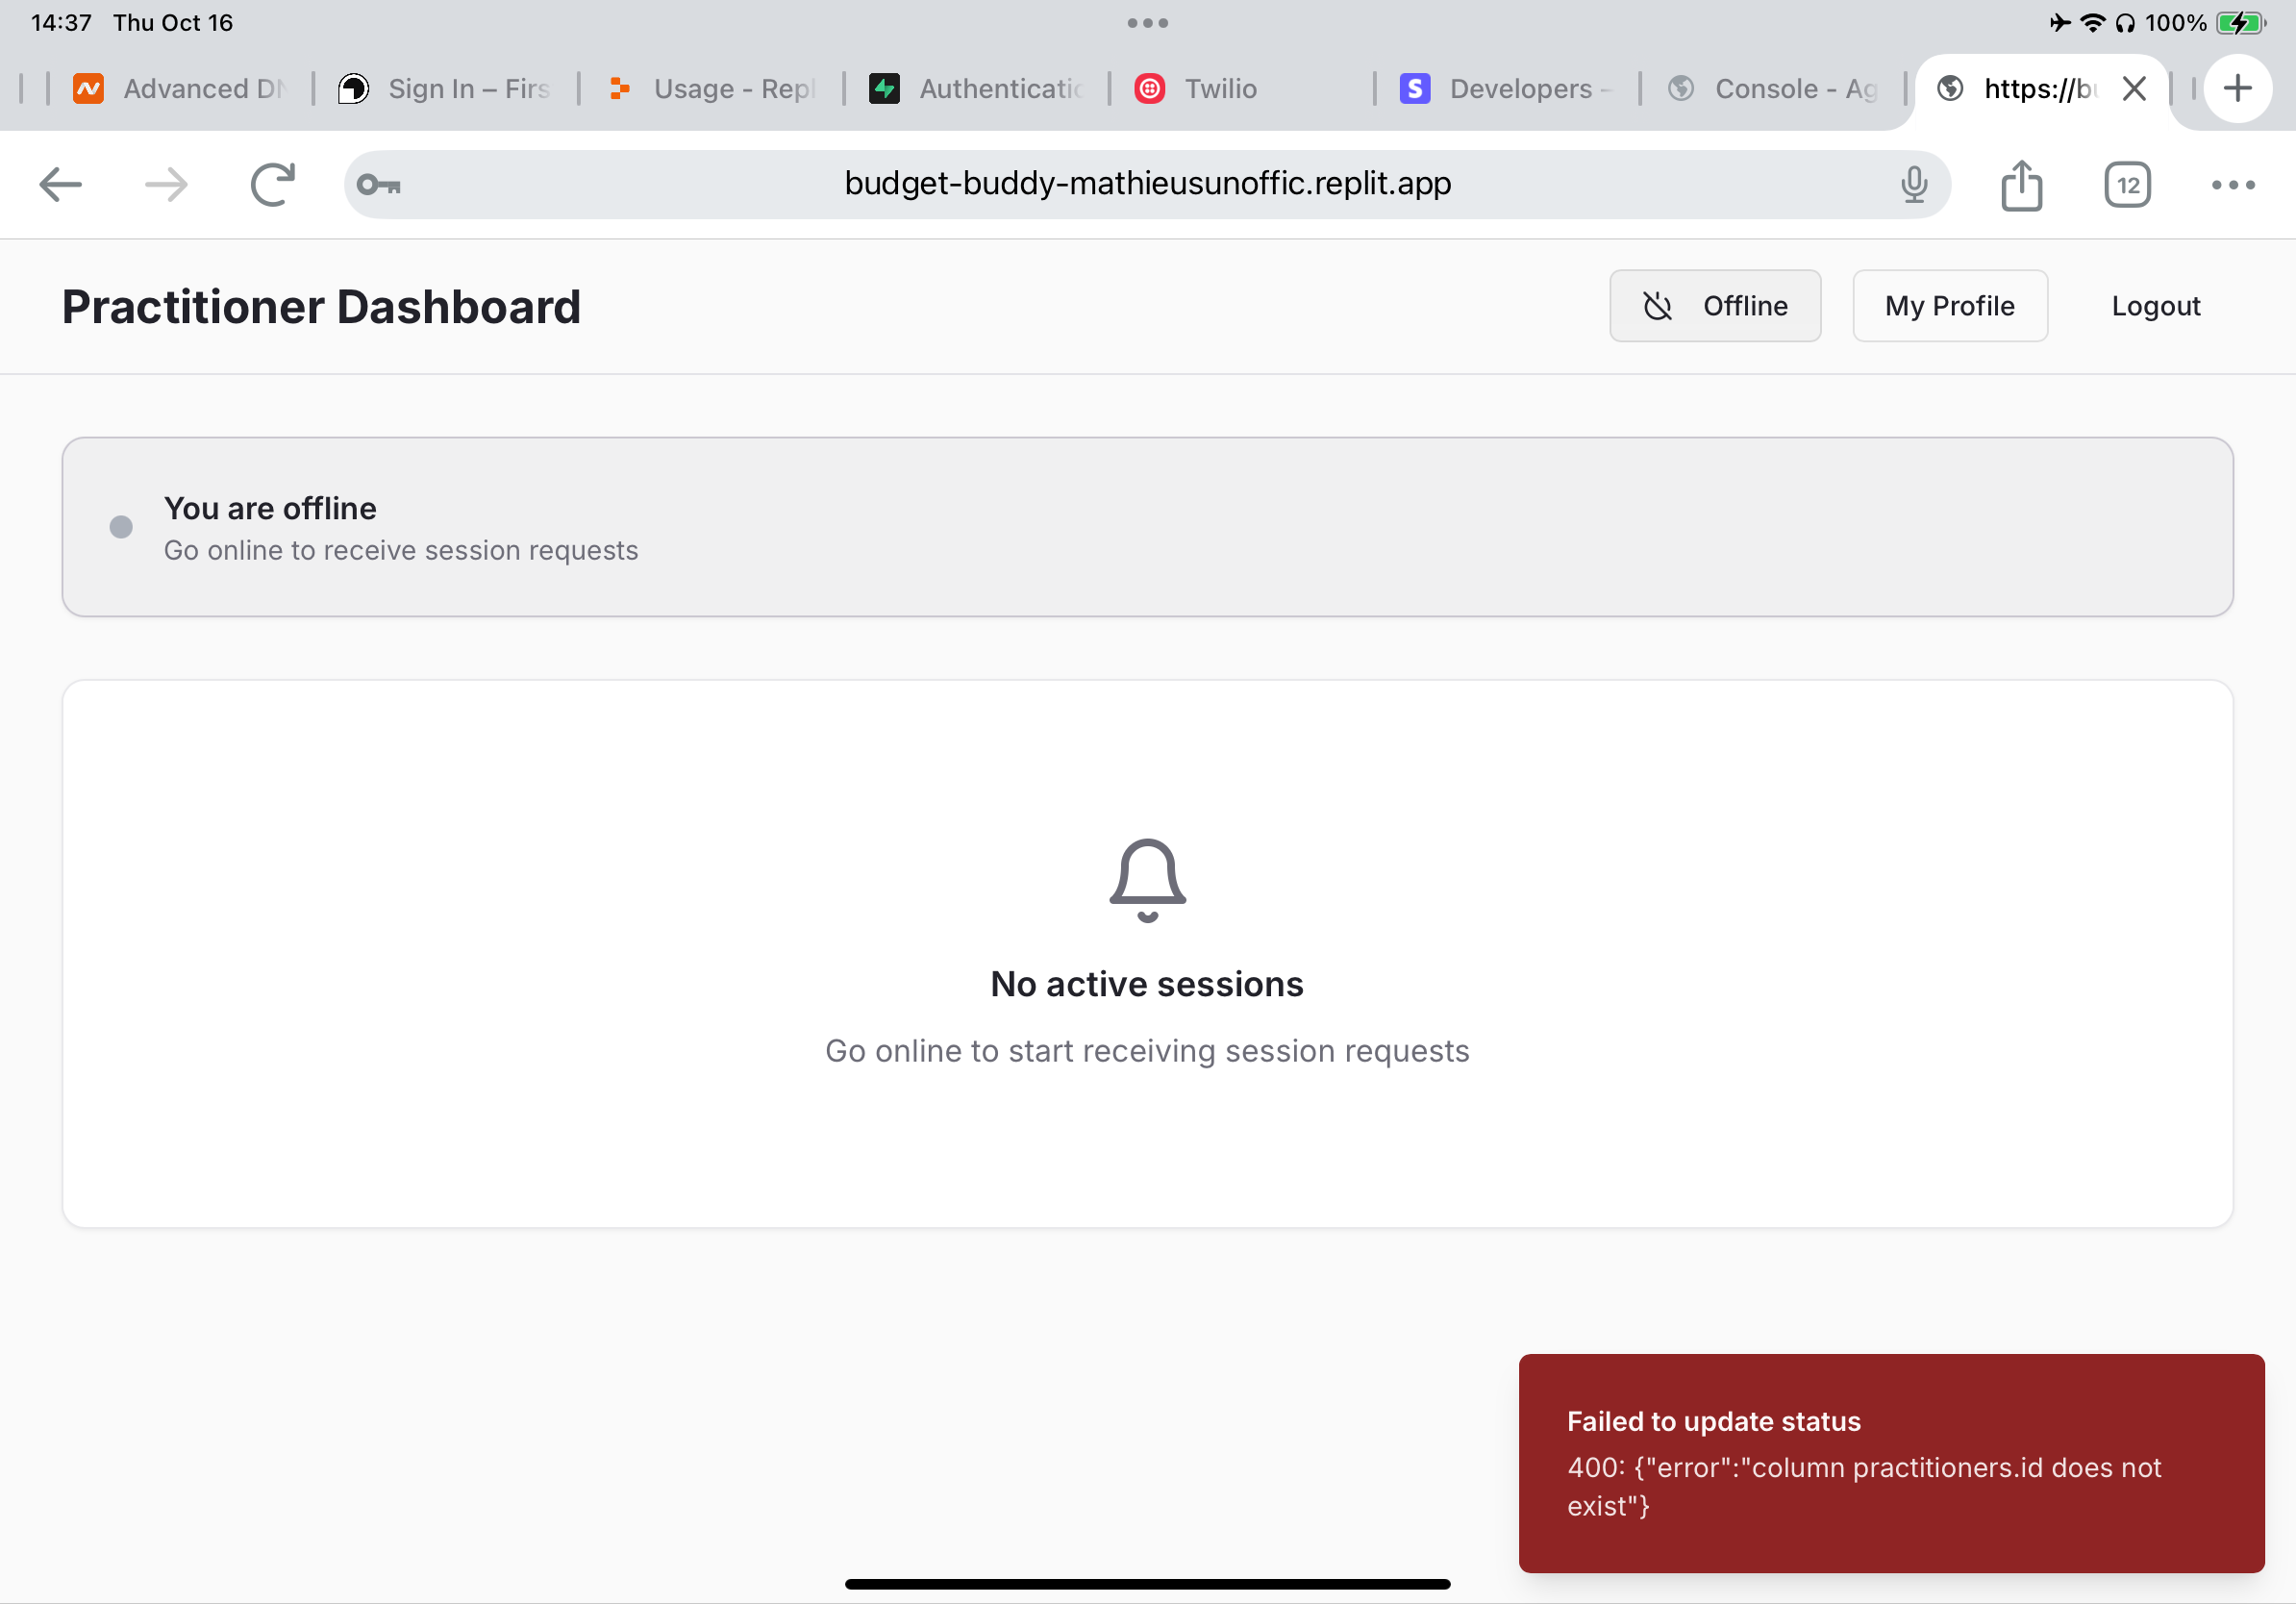 14:37 Thu Oct 16
100%
Advanced DN
Sign In – Firs
Usage - Repl
Authenticatio
Twilio
Developers –
Console - Ag
https://bu
budget-buddy-mathieusunoffic.replit.app
12
Practitioner Dashboard
Offline
My Profile
Logout
You are offline
Go online to receive session requests
No active sessions
Go online to start receiving session requests
Failed to update status
400: {"error":"column practitioners.id does not
exist"}